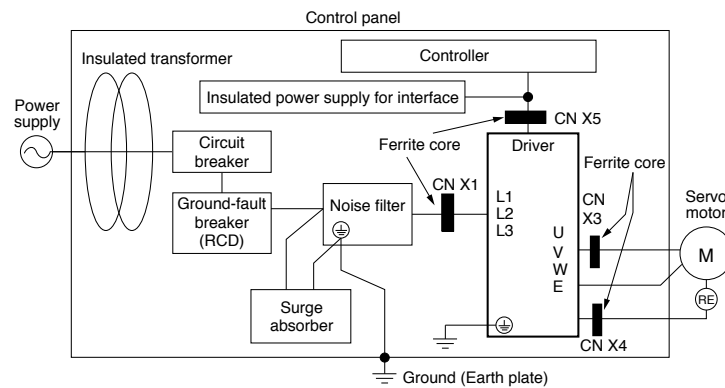 Control panel
Insulated transformer
Controller
Power
supply
Insulated power supply for interface
CN X5
Ferrite core
Driver
Ferrite core
Circuit
breaker
CN X1
CN
X3
Servo
motor
Ground-fault
breaker
(RCD)
Noise filter
L1
L2
L3
U
V
W
E
M
RE
Surge
absorber
CN X4
Ground (Earth plate)